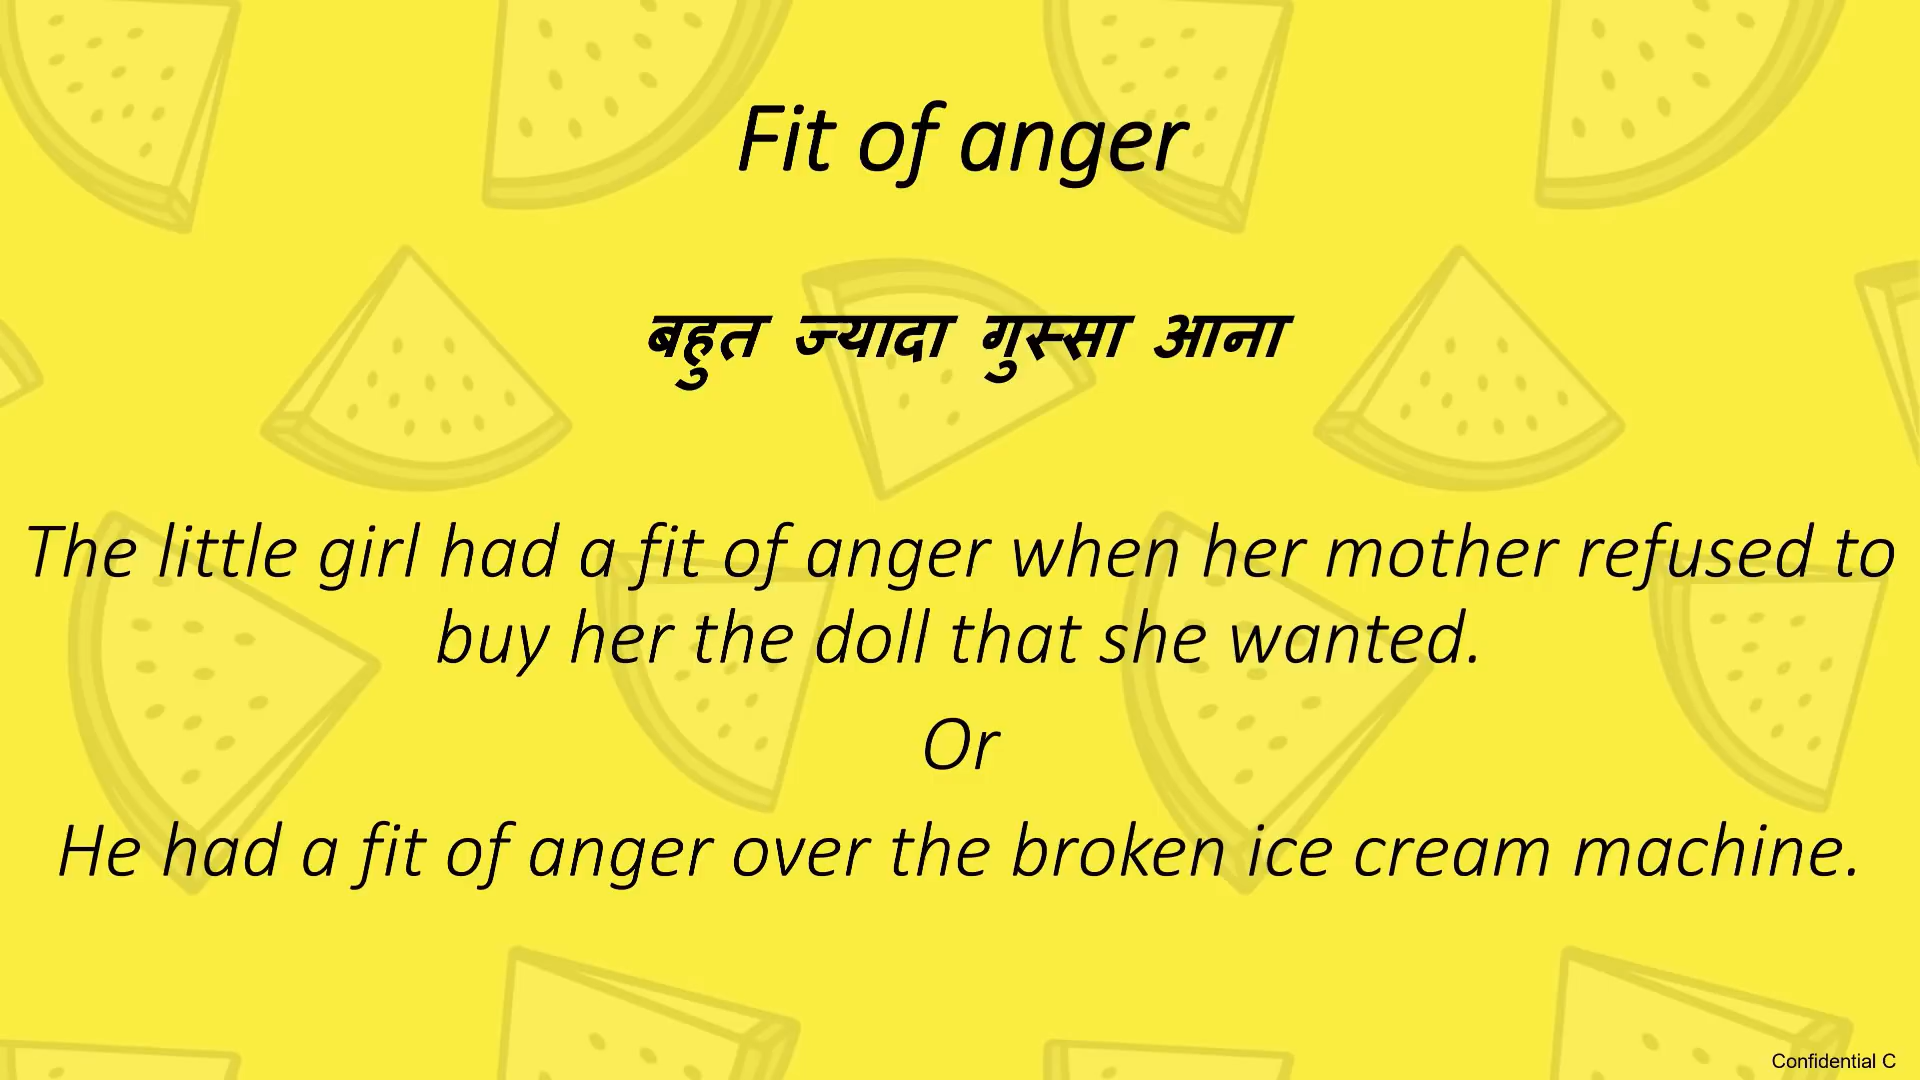 Fit of anger
बहुत ज्यादा गुस्सा आना
The little girl had a fit of anger when her mother refused to
buy her the doll that she wanted.
Or
He had a fit of anger over the broken ice cream machine.
Confidential C